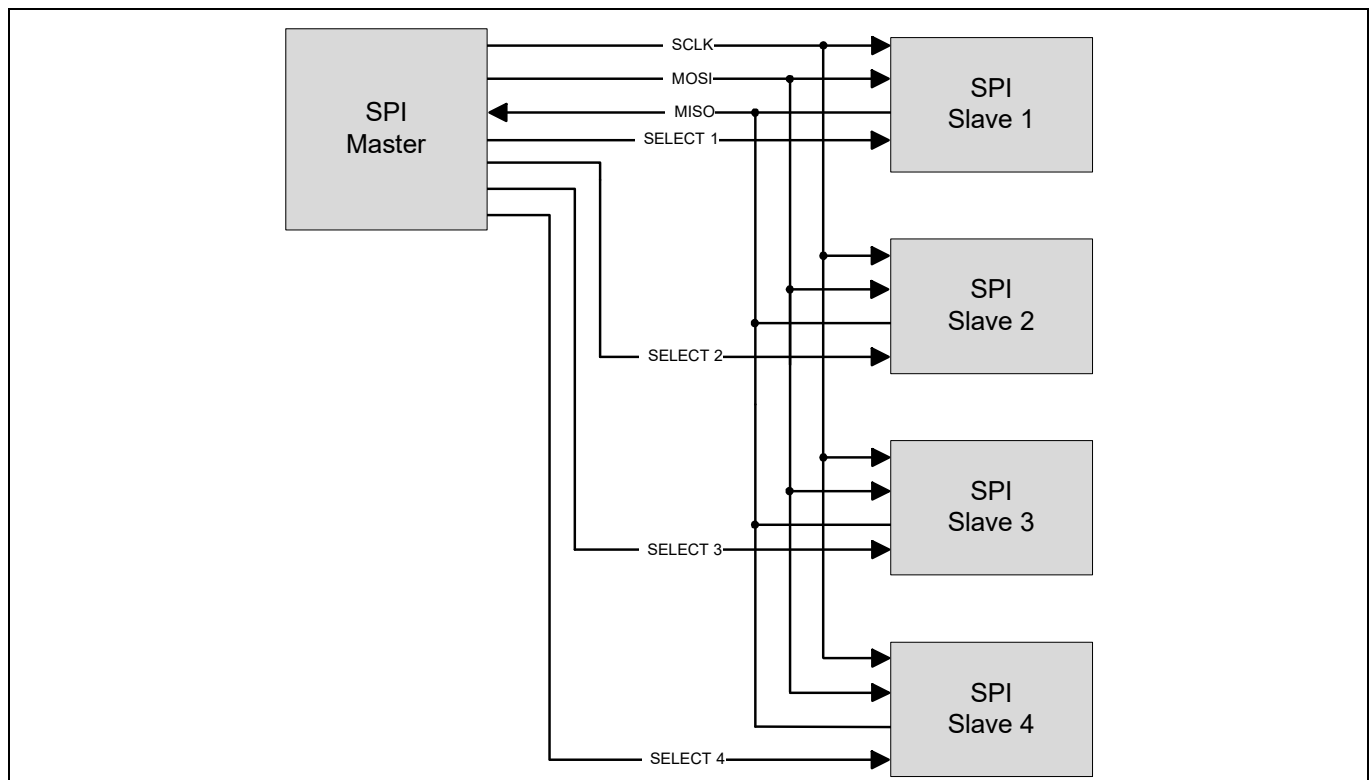 SPI
Master
SCLK
MOSI
MISO
SELECT 1
SPI
Slave 1
SELECT 2
SPI
Slave 2
SELECT 3
SPI
Slave 3
SELECT 4
SPI
Slave 4